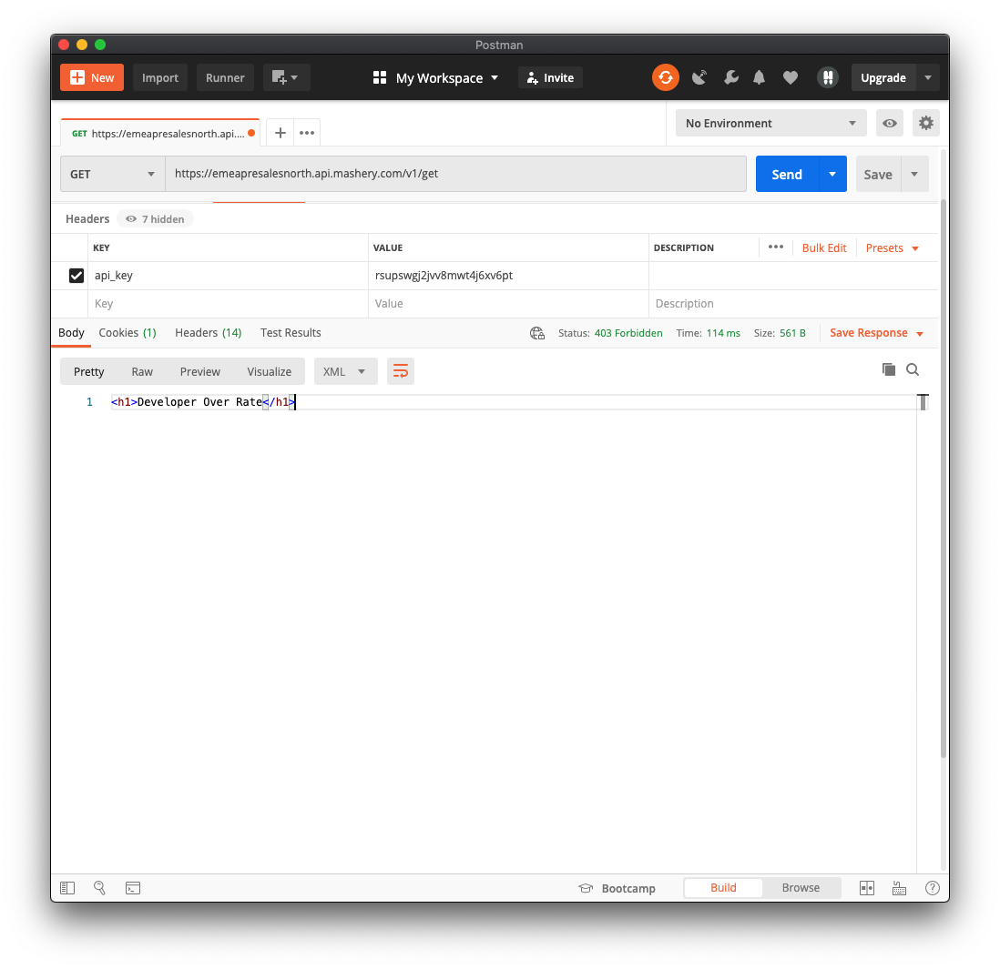 Postman
New Import Runner My Workspace Invite Upgrade
GET https://emeapresalesnorth.api.... + ••• No Environment
GET https://emeapresalesnorth.api.mashery.com/v1/get Send Save
Headers 7 hidden
KEY VALUE DESCRIPTION ••• Bulk Edit Presets
api_key rsupswgj2jvv8mwt4j6xv6pt
Key Value Description
Body Cookies (1) Headers (14) Test Results Status: 403 Forbidden Time: 114 ms Size: 561 B Save Response
Pretty Raw Preview Visualize XML
1 <h1>Developer Over Rate</h1>
Bootcamp Build Browse